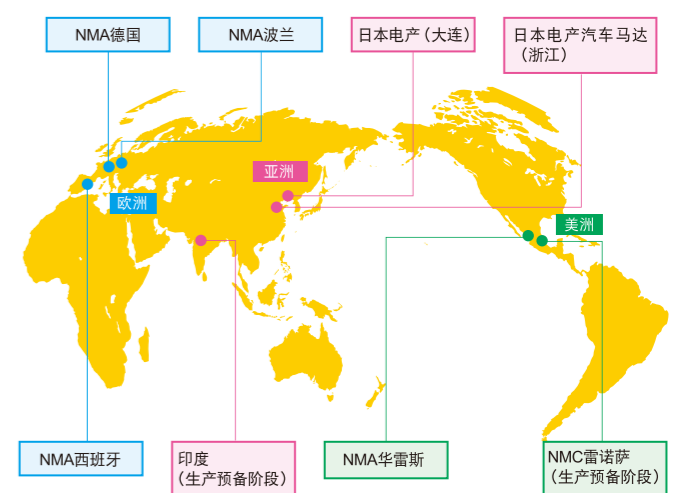 NMA德国
NMA波兰
日本电产（大连）
日本电产汽车马达
（浙江）
亚洲
欧洲
美洲
NMA西班牙
印度
（生产预备阶段）
NMA华雷斯
NMC雷诺萨
（生产预备阶段）